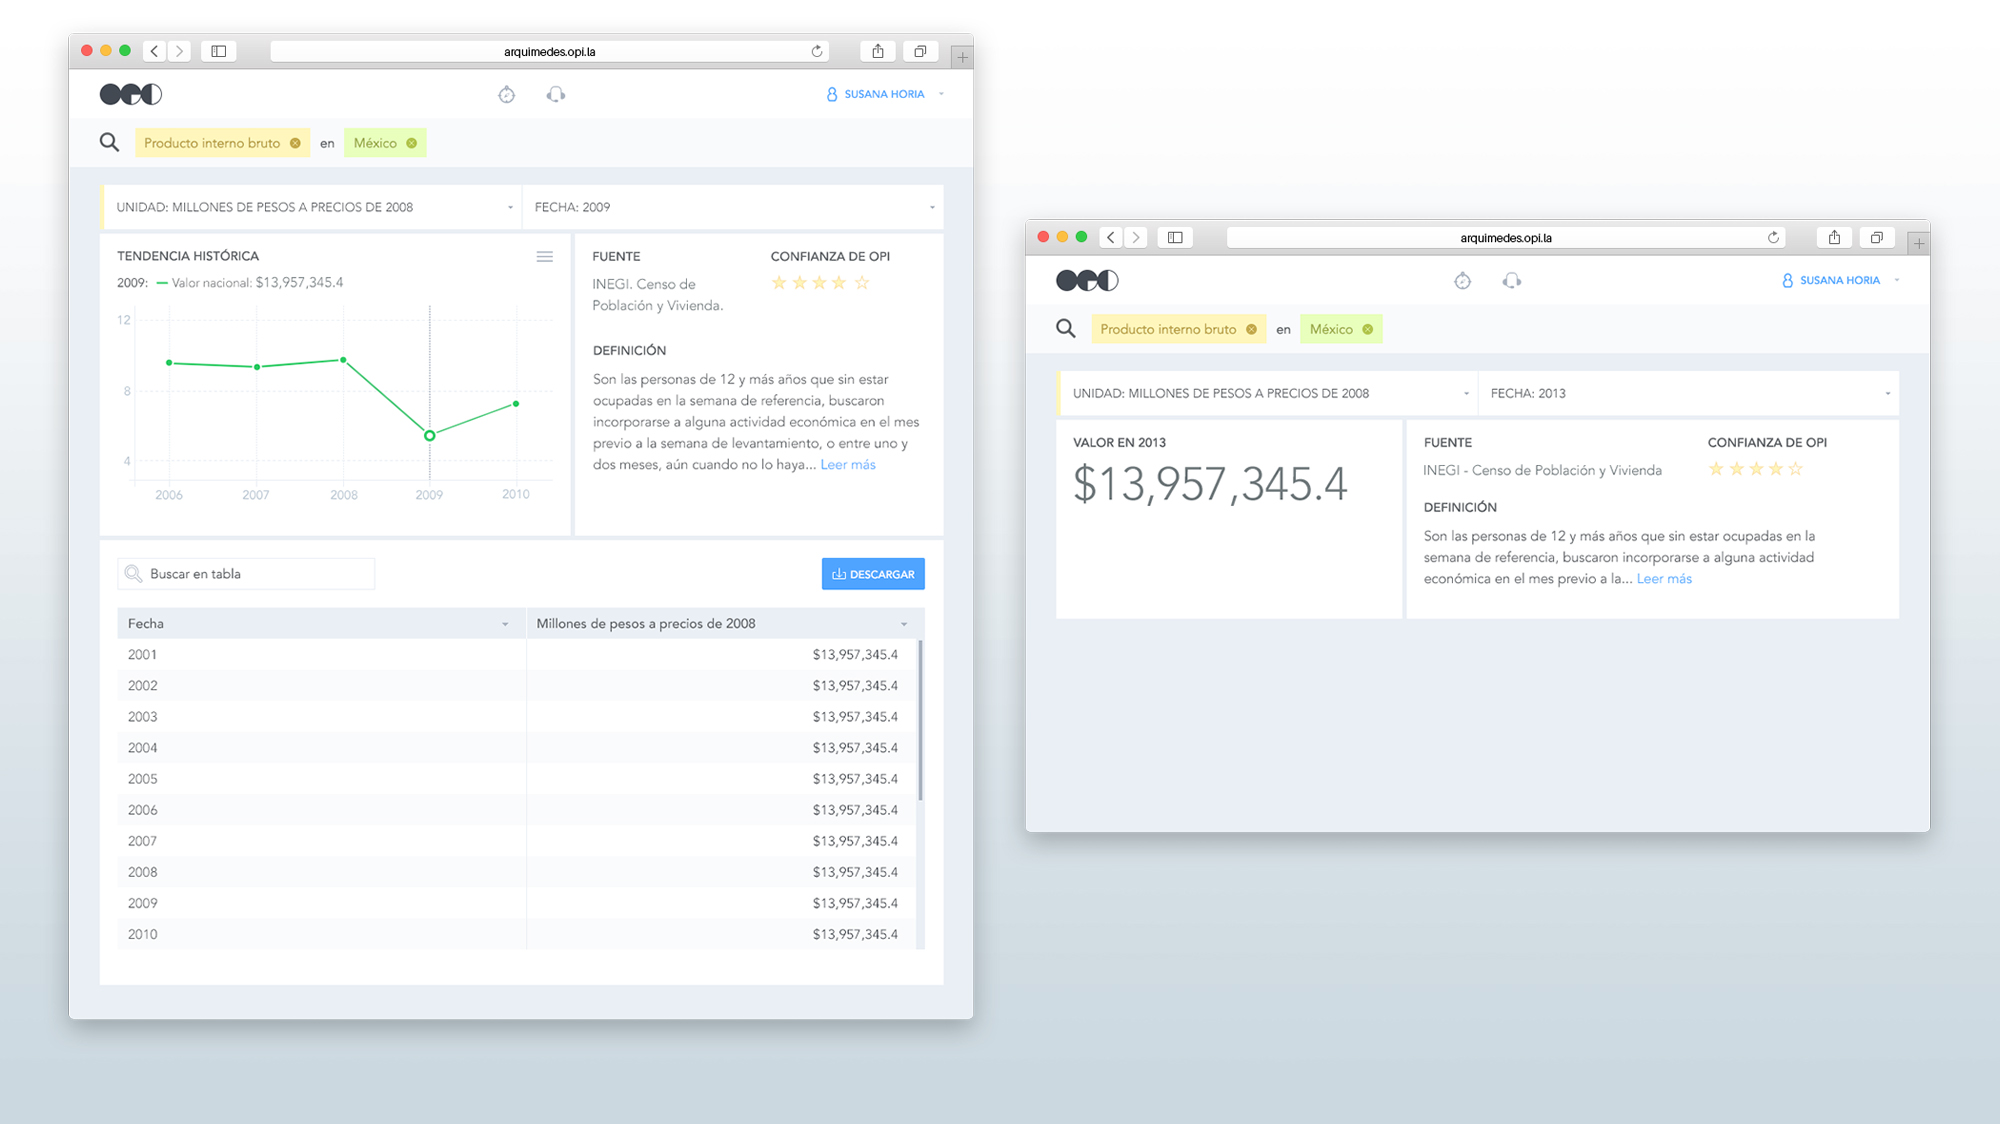 arquimedes.opi.la
SUSANA HORIA
Producto interno bruto en México
UNIDAD: MILLONES DE PESOS A PRECIOS DE 2008
FECHA: 2009
TENDENCIA HISTÓRICA
2009: Valor nacional: $13,957,345.4
12
8
4
2006 2007 2008 2009 2010
FUENTE
INEGI. Censo de
Población y Vivienda.
CONFIANZA DE OPI
DEFINICIÓN
Son las personas de 12 y más años que sin estar
ocupadas en la semana de referencia, buscaron
incorporarse a alguna actividad económica en el mes
previo a la semana de levantamiento, o entre uno y
dos meses, aún cuando no lo haya... Leer más
Buscar en tabla
DESCARGAR
Fecha Millones de pesos a precios de 2008
2001 $13,957,345.4
2002 $13,957,345.4
2003 $13,957,345.4
2004 $13,957,345.4
2005 $13,957,345.4
2006 $13,957,345.4
2007 $13,957,345.4
2008 $13,957,345.4
2009 $13,957,345.4
2010 $13,957,345.4
arquimedes.opi.la
SUSANA HORIA
Producto interno bruto en México
UNIDAD: MILLONES DE PESOS A PRECIOS DE 2008
FECHA: 2013
VALOR EN 2013
$13,957,345.4
FUENTE
INEGI - Censo de Población y Vivienda
CONFIANZA DE OPI
DEFINICIÓN
Son las personas de 12 y más años que sin estar ocupadas en la
semana de referencia, buscaron incorporarse a alguna actividad
económica en el mes previo a la... Leer más